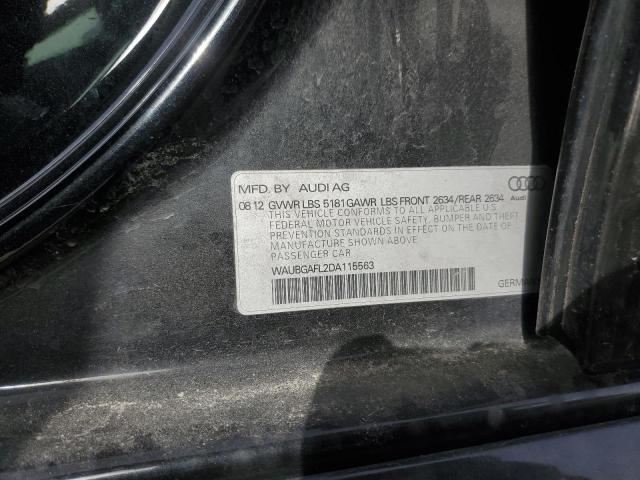 MFD. BY AUDI AG
08 12 GVWR LBS 5181 GAWR LBS FRONT 2634/REAR 2634
Audi
THIS VEHICLE CONFORMS TO ALL APPLICABLE U.S.
FEDERAL MOTOR VEHICLE SAFETY, BUMPER AND THEFT
PREVENTION STANDARDS IN EFFECT ON THE DATE OF
MANUFACTURE SHOWN ABOVE.
PASSENGER CAR
WAUBGAFL2DA115563
GERMAN